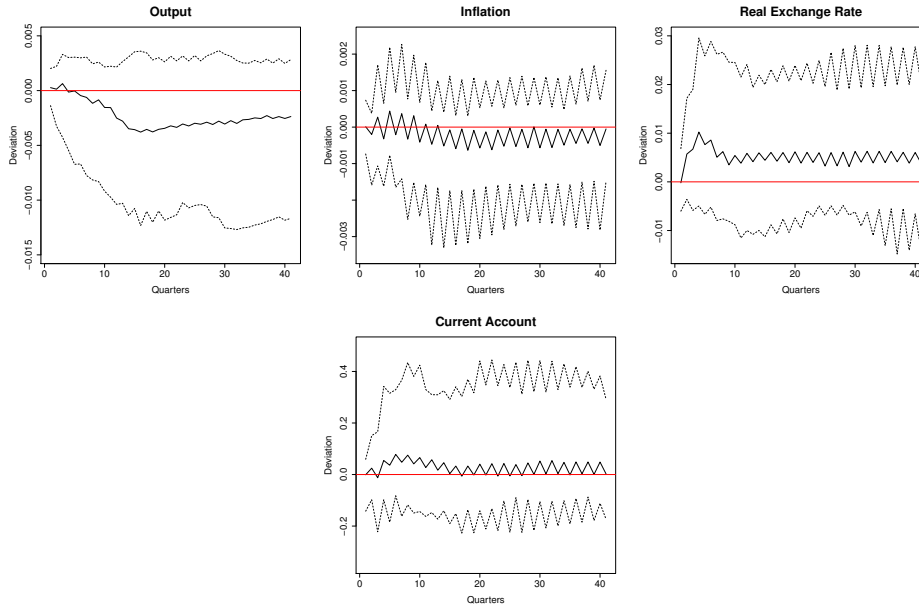 Output
Deviation
0.005
0.000
−0.005
−0.010
−0.015
0 10 20 30 40
Quarters
Inflation
Deviation
0.002
0.001
0.000
−0.001
−0.003
0 10 20 30 40
Quarters
Real Exchange Rate
Deviation
0.03
0.02
0.01
0.00
−0.01
0 10 20 30 40
Quarters
Current Account
Deviation
0.4
0.2
0.0
−0.2
0 10 20 30 40
Quarters